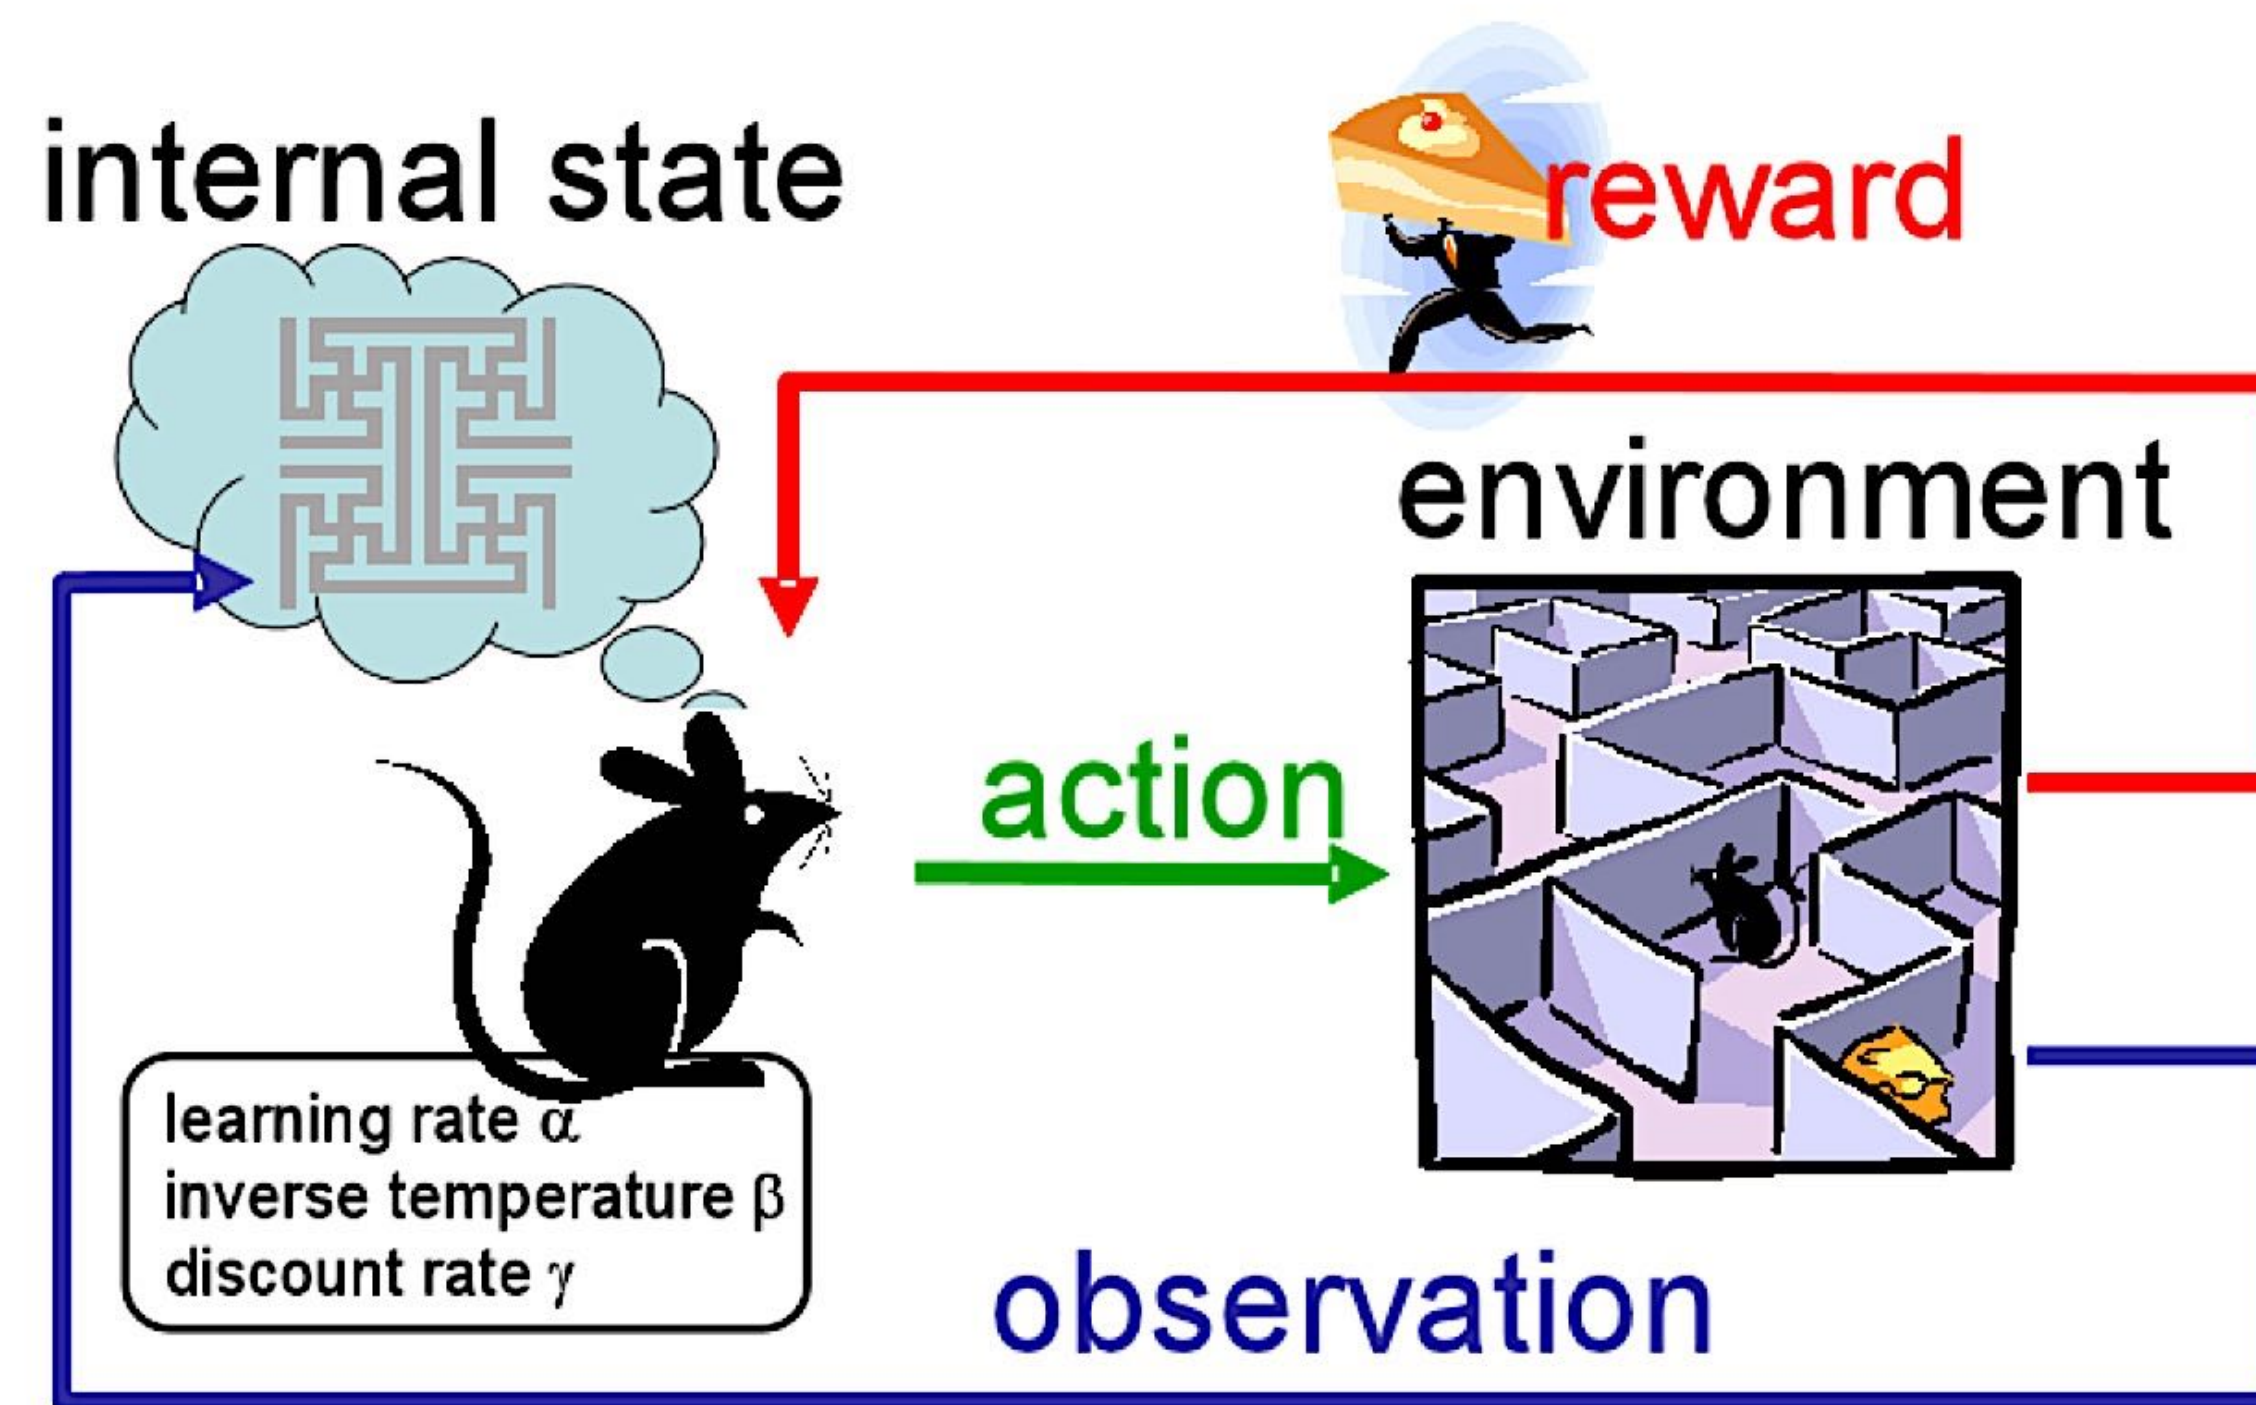 internal state
reward
environment
action
learning rate α
inverse temperature β
discount rate γ
observation